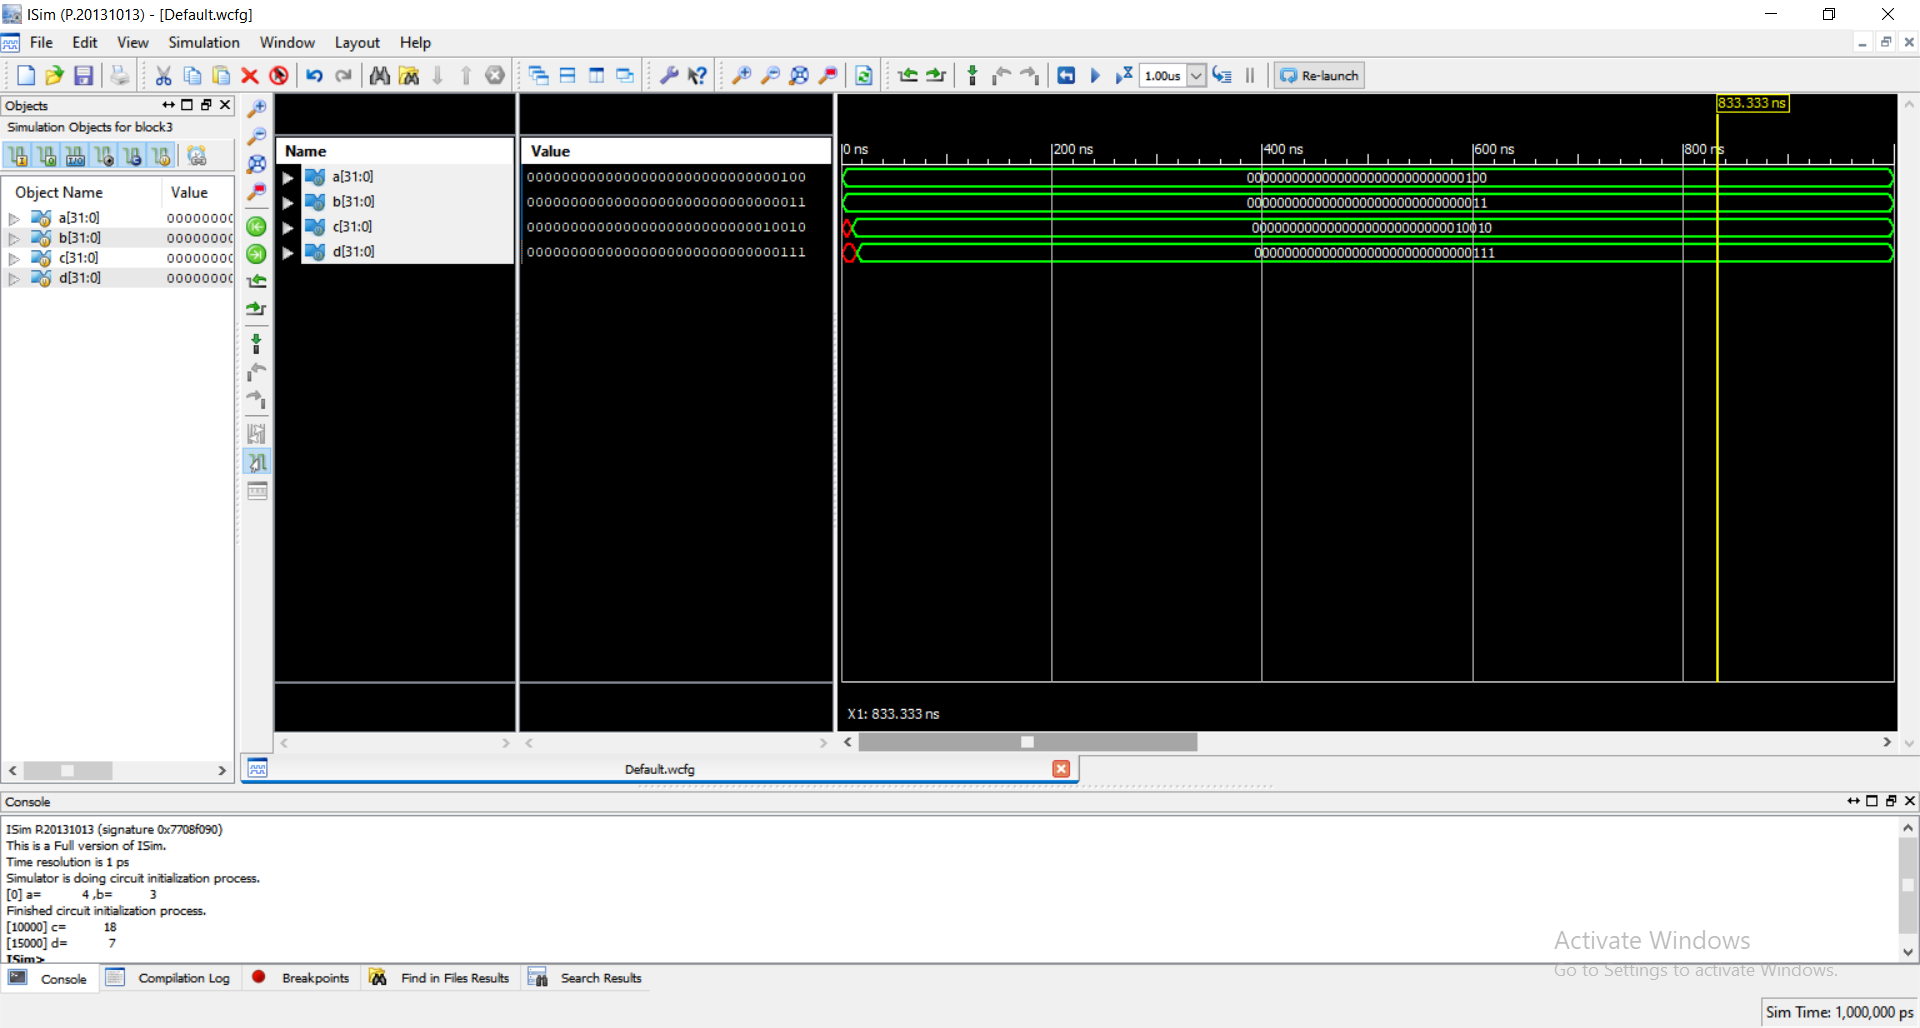 ISim (P.20131013) - [Default.wcfg]
File Edit View Simulation Window Layout Help
1.00us Re-launch
Objects
Simulation Objects for block3
Object Name Value
a[31:0] 00000000
b[31:0] 00000000
c[31:0] 00000000
d[31:0] 00000000
Name Value
a[31:0] 00000000000000000000000000000100
b[31:0] 00000000000000000000000000000011
c[31:0] 00000000000000000000000000010010
d[31:0] 00000000000000000000000000000111
833.333 ns
0 ns 200 ns 400 ns 600 ns 800 ns
00000000000000000000000000000100
00000000000000000000000000000011
00000000000000000000000000010010
00000000000000000000000000000111
X1: 833.333 ns
Default.wcfg
Console
ISim P.20131013 (signature 0x7708f090)
This is a Full version of ISim.
Time resolution is 1 ps
Simulator is doing circuit initialization process.
[0] a= 4 ,b= 3
Finished circuit initialization process.
[10000] c= 18
[15000] d= 7
ISim>
Activate Windows
Go to Settings to activate Windows.
Console Compilation Log Breakpoints Find in Files Results Search Results
Sim Time: 1,000,000 ps